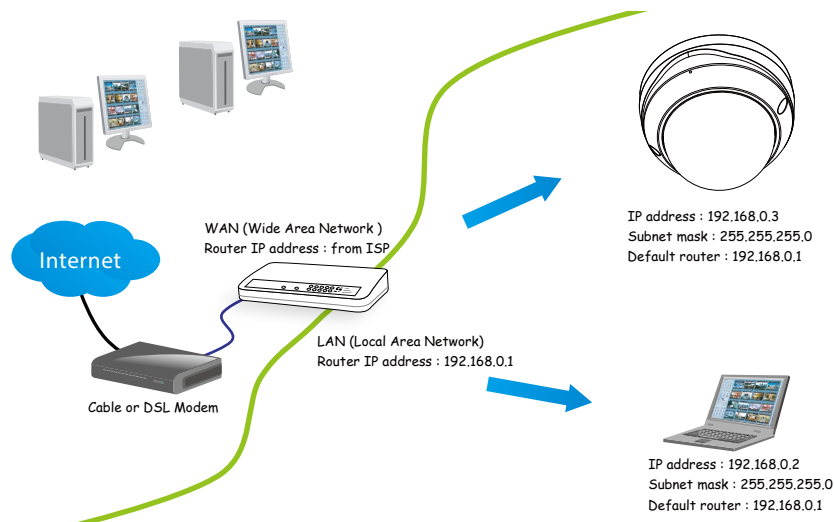 Internet
WAN (Wide Area Network )
Router IP address : from ISP
LAN (Local Area Network)
Router IP address : 192.168.0.1
Cable or DSL Modem
IP address : 192.168.0.3
Subnet mask : 255.255.255.0
Default router : 192.168.0.1
IP address : 192.168.0.2
Subnet mask : 255.255.255.0
Default router : 192.168.0.1